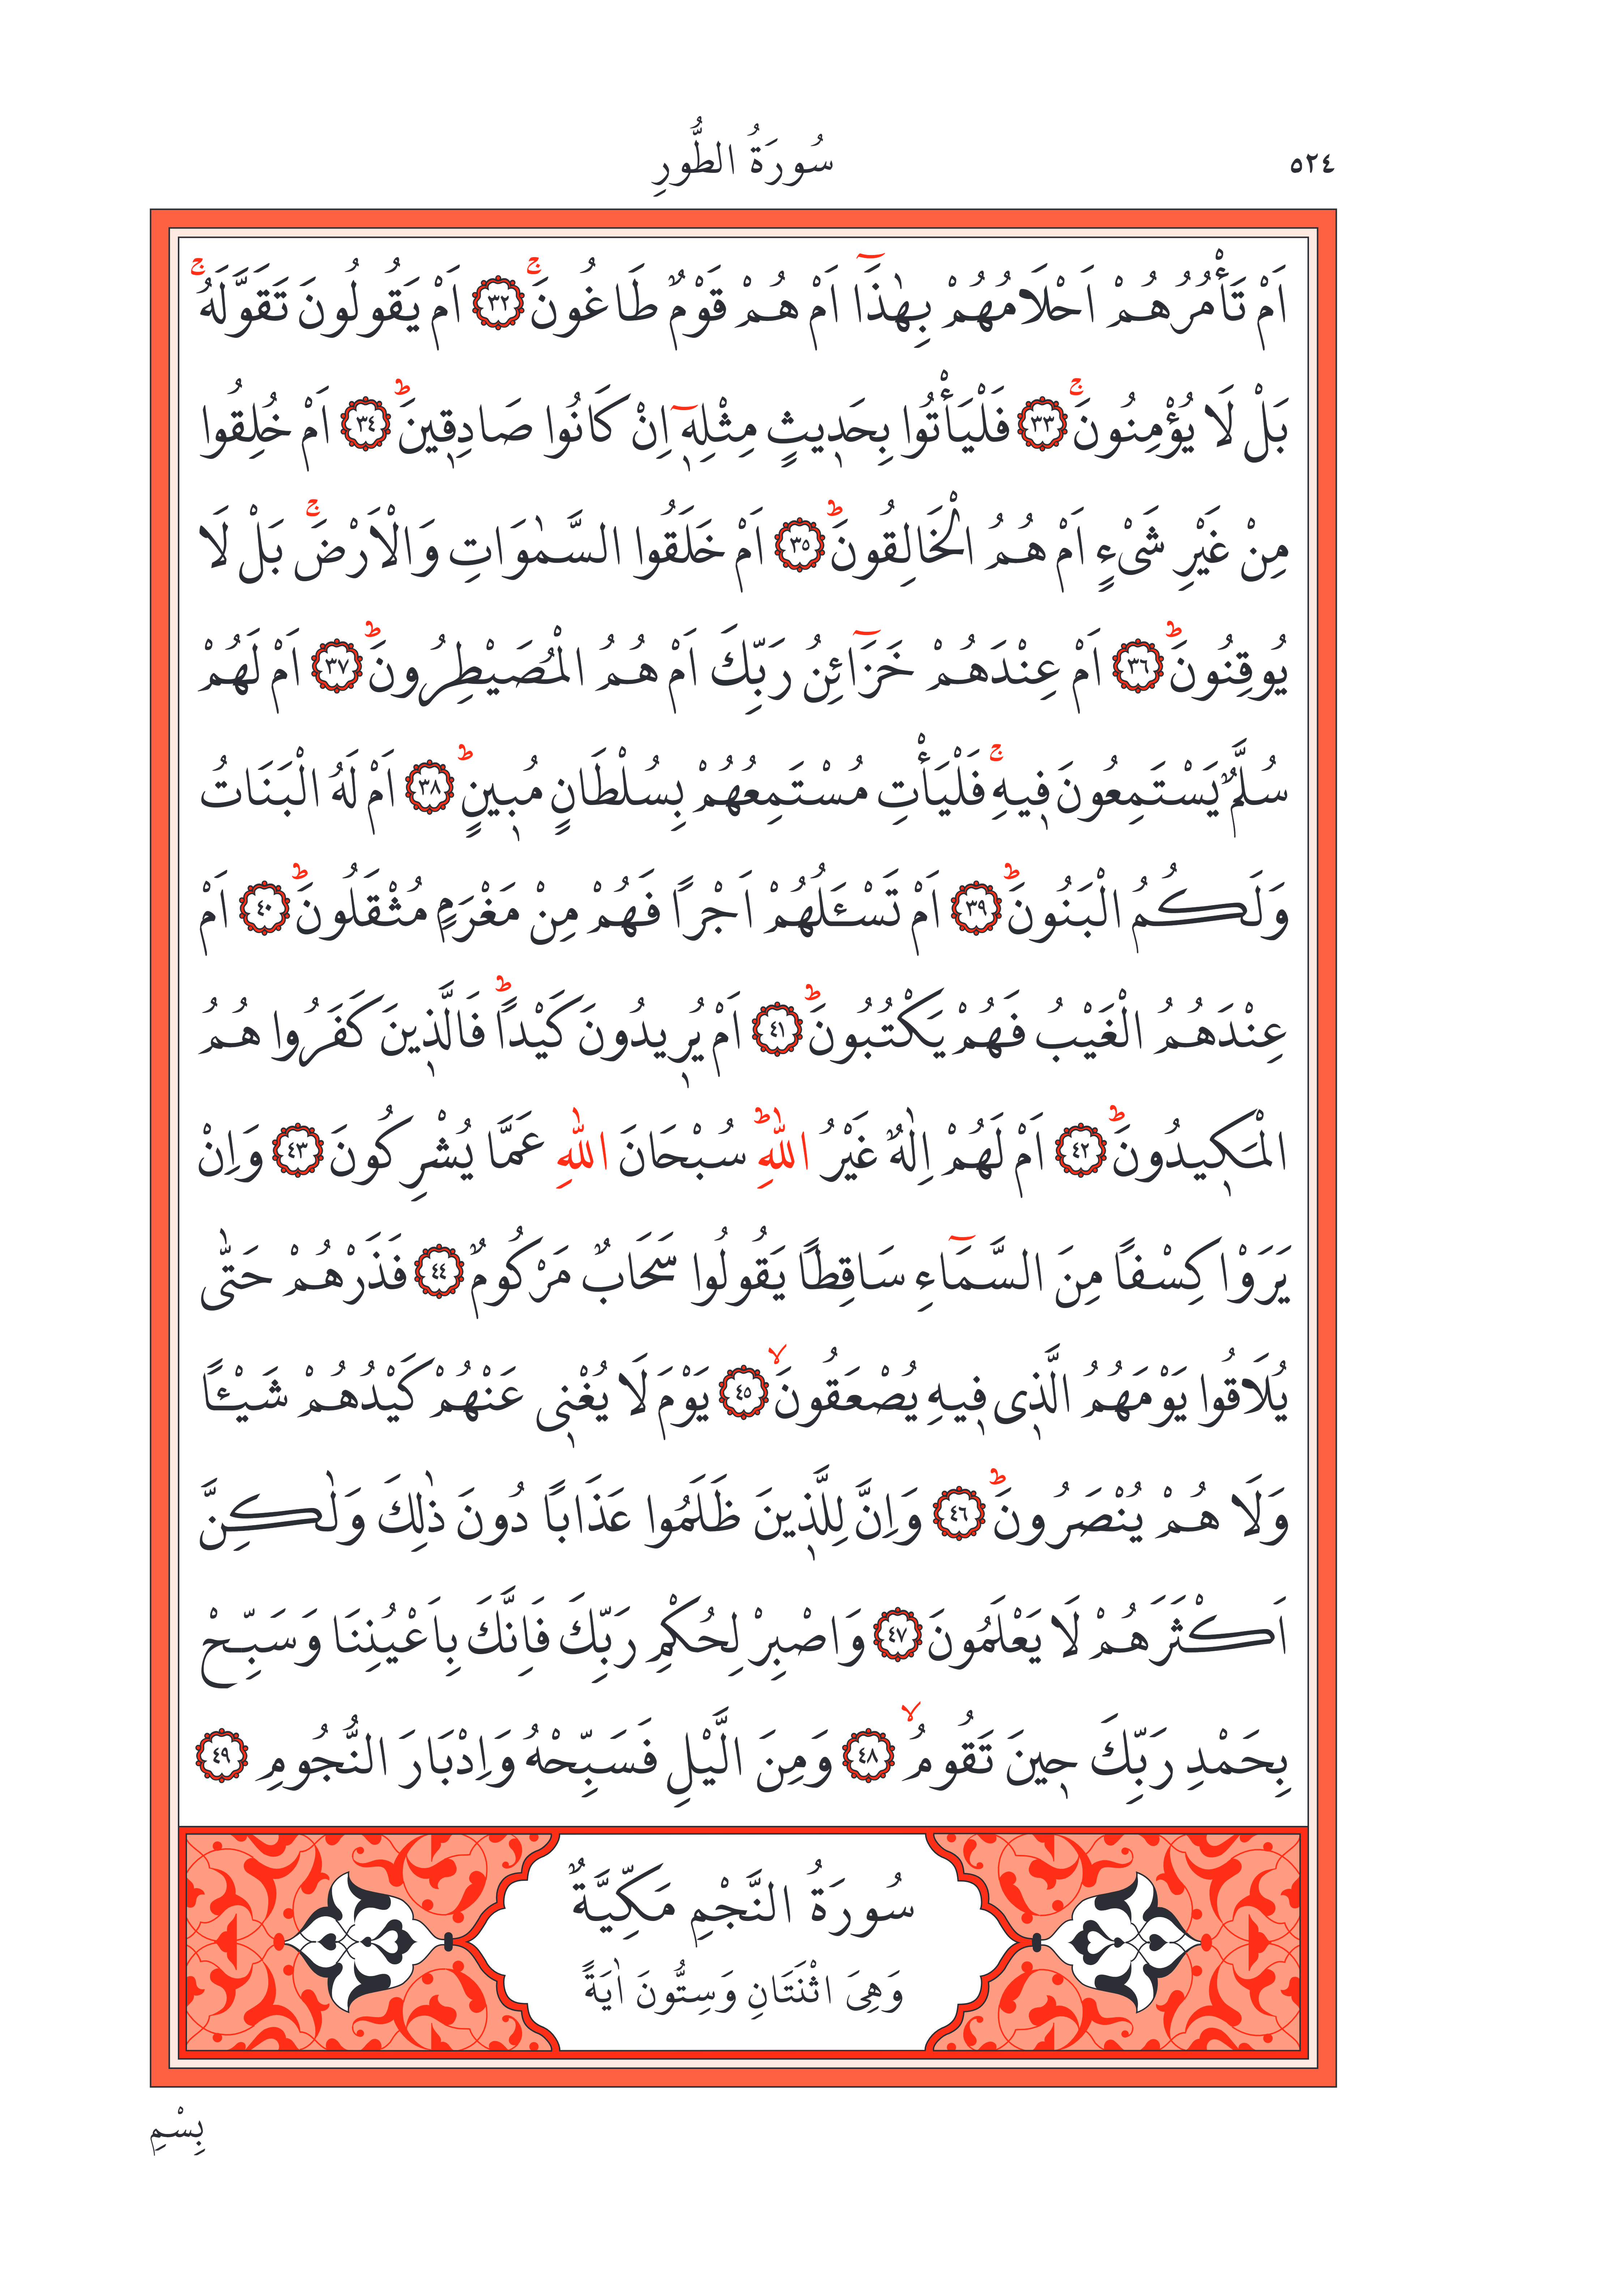 ٥٢٤ سُورَةُ الطُّورِ
اَمْ تَأْمُرُهُمْ اَحْلَامُهُمْ بِهٰذَٓا اَمْ هُمْ قَوْمٌ طَاغُونَۚ ﴿٣٢﴾ اَمْ يَقُولُونَ تَقَوَّلَهُۚ
بَلْ لَا يُؤْمِنُونَۚ ﴿٣٣﴾ فَلْيَأْتُوا بِحَد۪يثٍ مِثْلِه۪ٓ اِنْ كَانُوا صَادِق۪ينَۜ ﴿٣٤﴾ اَمْ خُلِقُوا
مِنْ غَيْرِ شَىْءٍ اَمْ هُمُ الْخَالِقُونَۜ ﴿٣٥﴾ اَمْ خَلَقُوا السَّمٰوَاتِ وَالْاَرْضَۚ بَلْ لَا
يُوقِنُونَۜ ﴿٣٦﴾ اَمْ عِنْدَهُمْ خَزَٓائِنُ رَبِّكَ اَمْ هُمُ الْمُصَيْطِرُونَۜ ﴿٣٧﴾ اَمْ لَهُمْ
سُلَّمٌ يَسْتَمِعُونَ ف۪يهِۚ فَلْيَأْتِ مُسْتَمِعُهُمْ بِسُلْطَانٍ مُب۪ينٍۜ ﴿٣٨﴾ اَمْ لَهُ الْبَنَاتُ
وَلَكُمُ الْبَنُونَۜ ﴿٣٩﴾ اَمْ تَسْـَٔلُهُمْ اَجْرًا فَهُمْ مِنْ مَغْرَمٍ مُثْقَلُونَۜ ﴿٤٠﴾ اَمْ
عِنْدَهُمُ الْغَيْبُ فَهُمْ يَكْتُبُونَۜ ﴿٤١﴾ اَمْ يُر۪يدُونَ كَيْدًاۜ فَالَّذ۪ينَ كَفَرُوا هُمُ
الْمَك۪يدُونَۜ ﴿٤٢﴾ اَمْ لَهُمْ اِلٰهٌ غَيْرُ اللّٰهِۜ سُبْحَانَ اللّٰهِ عَمَّا يُشْرِكُونَ ﴿٤٣﴾ وَاِنْ
يَرَوْا كِسْفًا مِنَ السَّمَٓاءِ سَاقِطًا يَقُولُوا سَحَابٌ مَرْكُومٌ ﴿٤٤﴾ فَذَرْهُمْ حَتّٰى
يُلَاقُوا يَوْمَهُمُ الَّذ۪ى ف۪يهِ يُصْعَقُونَۙ ﴿٤٥﴾ يَوْمَ لَا يُغْن۪ى عَنْهُمْ كَيْدُهُمْ شَيْـًٔا
وَلَا هُمْ يُنْصَرُونَۜ ﴿٤٦﴾ وَاِنَّ لِلَّذ۪ينَ ظَلَمُوا عَذَابًا دُونَ ذٰلِكَ وَلٰكِنَّ
اَكْثَرَهُمْ لَا يَعْلَمُونَ ﴿٤٧﴾ وَاصْبِرْ لِحُكْمِ رَبِّكَ فَاِنَّكَ بِاَعْيُنِنَا وَسَبِّحْ
بِحَمْدِ رَبِّكَ ح۪ينَ تَقُومُۙ ﴿٤٨﴾ وَمِنَ الَّيْلِ فَسَبِّحْهُ وَاِدْبَارَ النُّجُومِ ﴿٤٩﴾
سُورَةُ النَّجْمِ مَكِّيَّةٌ
وَهِىَ اثْنَتَانِ وَسِتُّونَ اٰيَةً
بِسْمِ